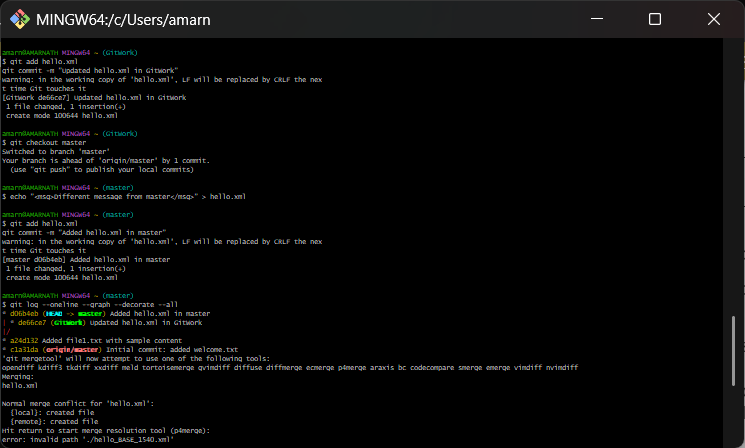 MINGW64:/c/Users/amarn
amarn@AMARNATH MINGW64 ~ (GitWork)
$ git add hello.xml
git commit -m "Updated hello.xml in GitWork"
warning: in the working copy of 'hello.xml', LF will be replaced by CRLF the nex
t time Git touches it
[GitWork de66ce7] Updated hello.xml in GitWork
1 file changed, 1 insertion(+)
create mode 100644 hello.xml
amarn@AMARNATH MINGW64 ~ (GitWork)
$ git checkout master
Switched to branch 'master'
Your branch is ahead of 'origin/master' by 1 commit.
(use "git push" to publish your local commits)
amarn@AMARNATH MINGW64 ~ (master)
$ echo "<msg>Different message from master</msg>" > hello.xml
amarn@AMARNATH MINGW64 ~ (master)
$ git add hello.xml
git commit -m "Added hello.xml in master"
warning: in the working copy of 'hello.xml', LF will be replaced by CRLF the nex
t time Git touches it
[master d06b4eb] Added hello.xml in master
1 file changed, 1 insertion(+)
create mode 100644 hello.xml
amarn@AMARNATH MINGW64 ~ (master)
$ git log --oneline --graph --decorate --all
* d06b4eb (HEAD -> master) Added hello.xml in master
| * de66ce7 (GitWork) Updated hello.xml in GitWork
|/
* a24d132 Added file1.txt with sample content
* c1a31da (origin/master) Initial commit: added welcome.txt
'git mergetool' will now attempt to use one of the following tools:
opendiff kdiff3 tkdiff xxdiff meld tortoisemerge gvimdiff diffuse diffmerge ecmerge p4merge araxis bc codecompare smerge emerge vimdiff nvimdiff
Merging:
hello.xml
Normal merge conflict for 'hello.xml':
{local}: created file
{remote}: created file
Hit return to start merge resolution tool (p4merge):
error: invalid path './hello_BASE_1540.xml'